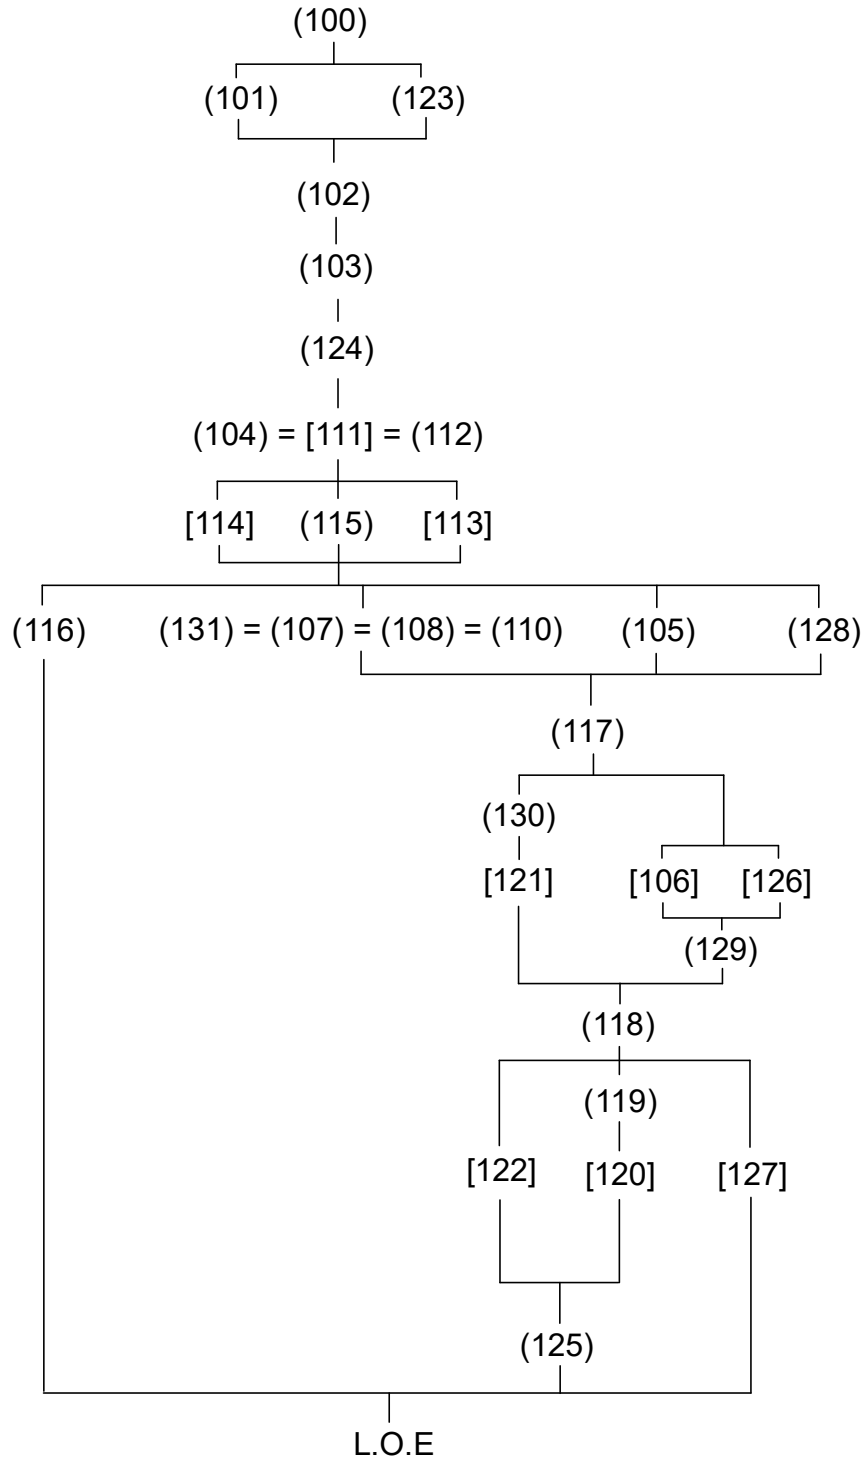 (100)
(101) (123)
(102)
(103)
(124)
(104) = [111] = (112)
[114] (115) [113]
(116) (131) = (107) = (108) = (110) (105) (128)
(117)
(130)
[121] [106] [126]
(129)
(118)
(119)
[122] [120] [127]
(125)
L.O.E